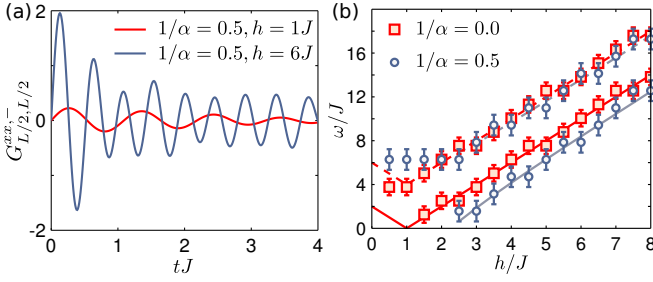 (a)
2
1/α = 0.5, h = 1J
1/α = 0.5, h = 6J
G^{xx,−}_{L/2,L/2}
0
-2
0 1 2 3 4
tJ
(b)
20
1/α = 0.0
1/α = 0.5
16
12
ω/J
8
4
0
0 1 2 3 4 5 6 7 8
h/J